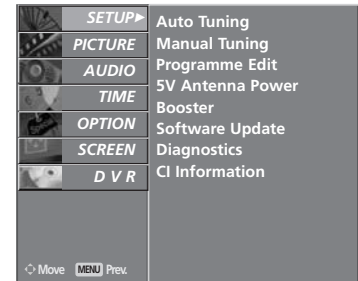 SETUP
PICTURE
AUDIO
TIME
OPTION
SCREEN
D V R
Auto Tuning
Manual Tuning
Programme Edit
5V Antenna Power
Booster
Software Update
Diagnostics
CI Information
Move MENU Prev.